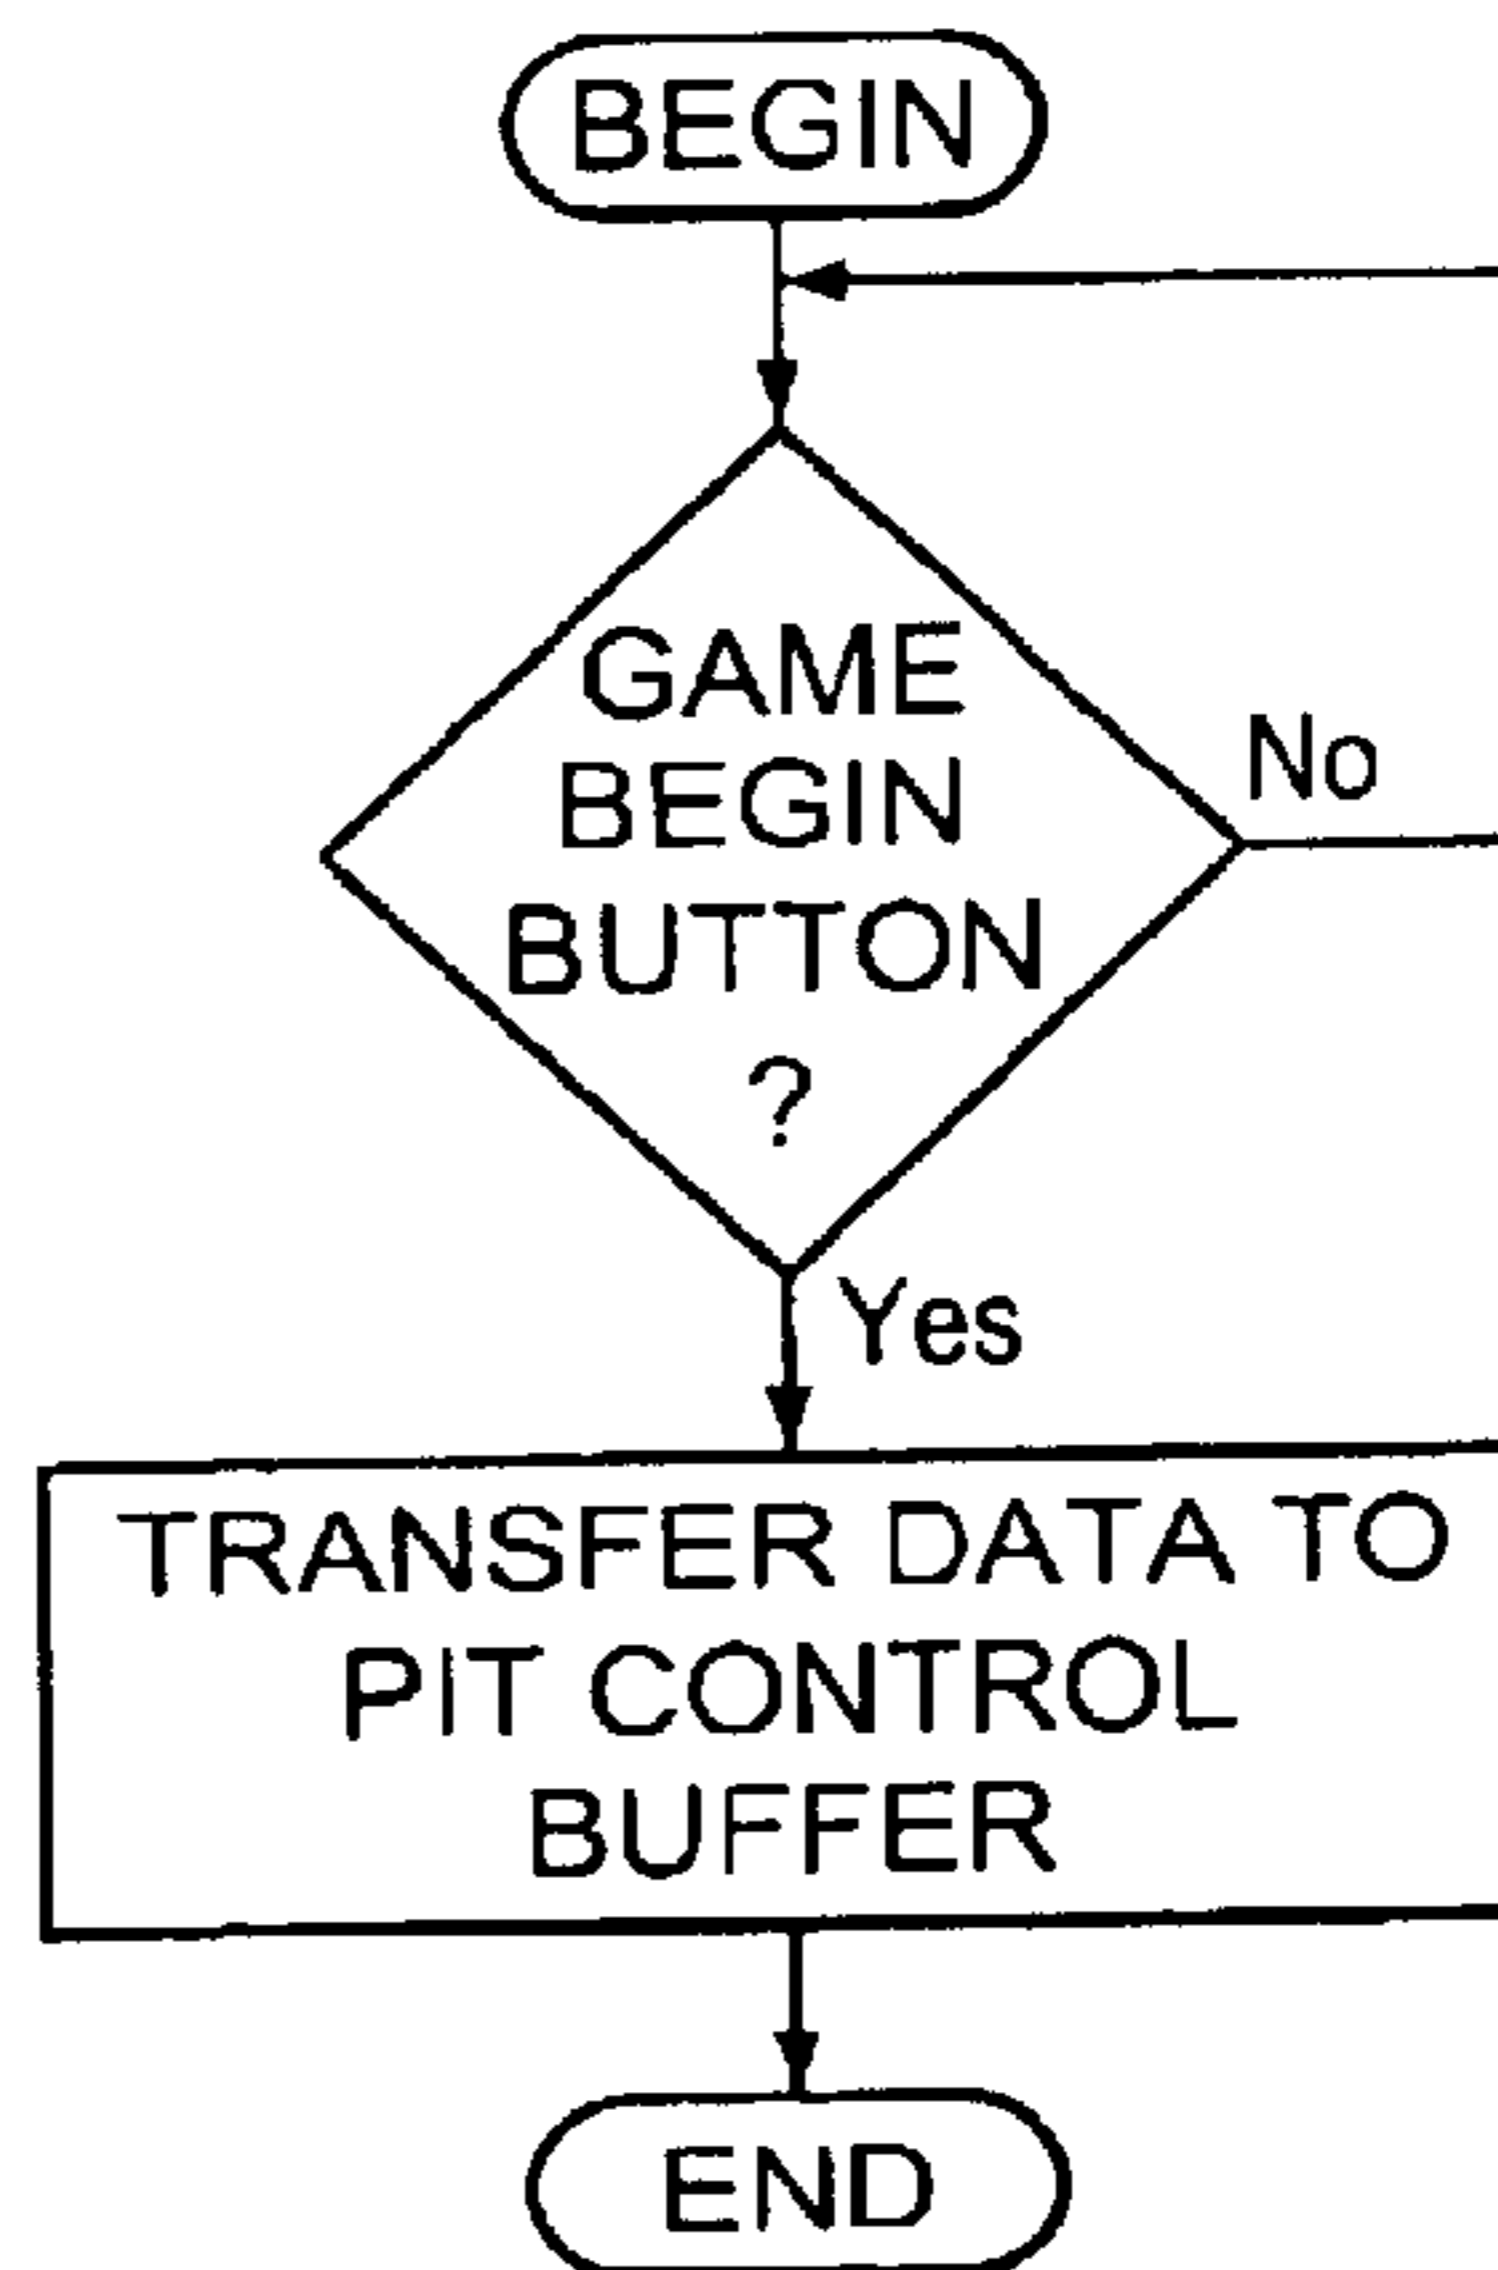 BEGIN
GAME
BEGIN
BUTTON
?
No
Yes
TRANSFER DATA TO
PIT CONTROL
BUFFER
END